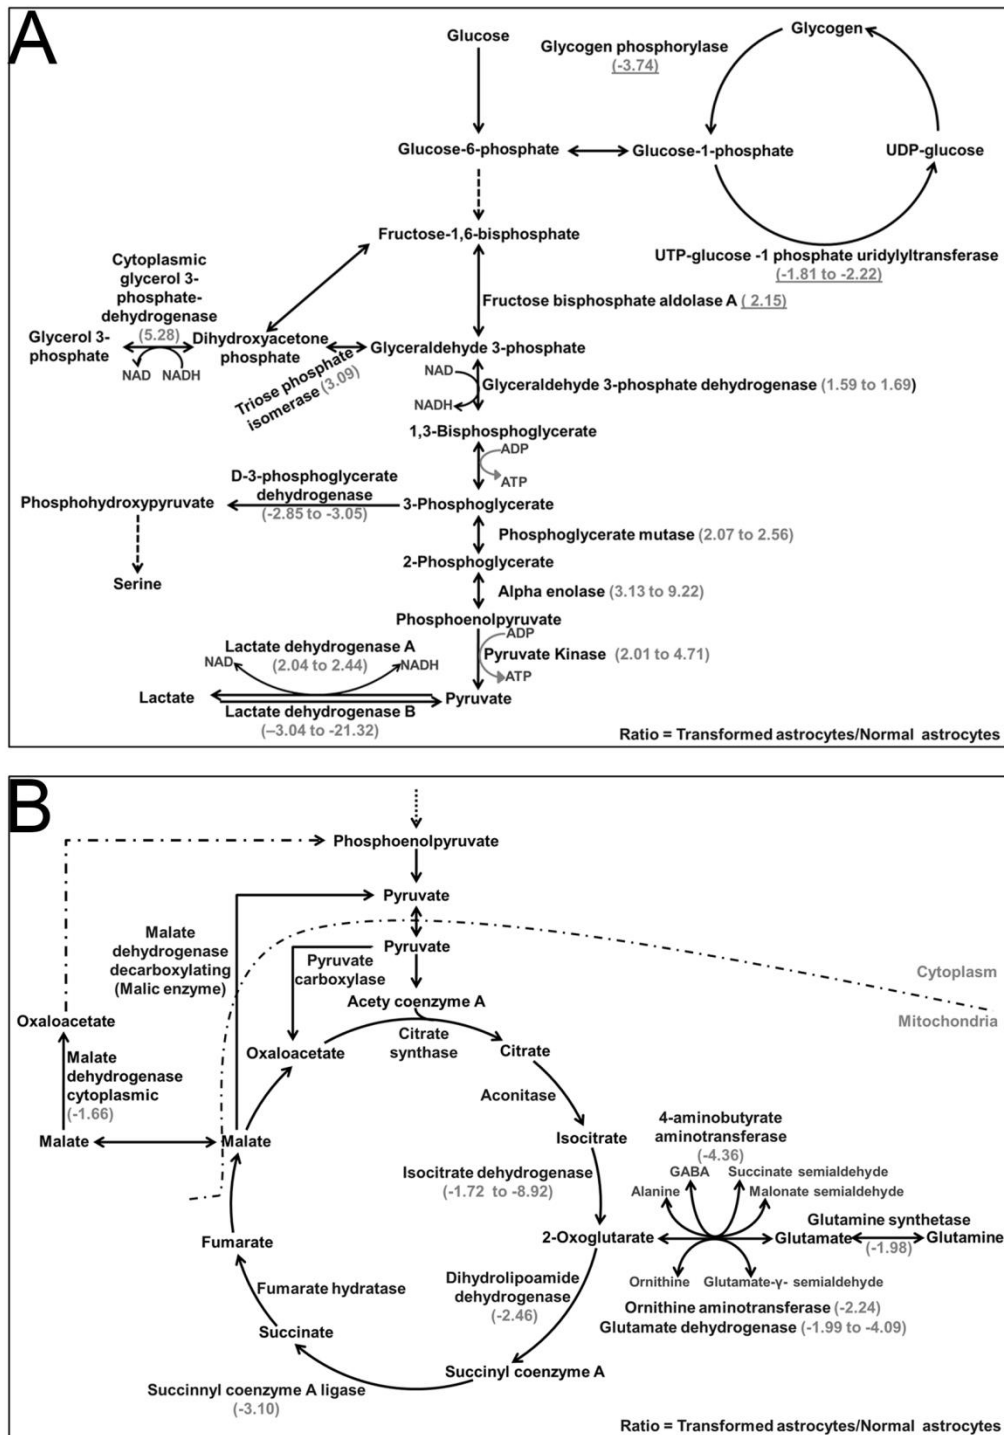 A
Glucose
Glycogen phosphorylase
(-3.74)
Glycogen
Glucose-6-phosphate
Glucose-1-phosphate
UDP-glucose
Fructose-1,6-bisphosphate
UTP-glucose -1 phosphate uridylyltransferase
(-1.81 to -2.22)
Cytoplasmic
glycerol 3-
phosphate-
dehydrogenase
(5.28)
Fructose bisphosphate aldolase A ( 2.15)
Glycerol 3-
phosphate
Dihydroxyacetone
phosphate
Glyceraldehyde 3-phosphate
NAD
NADH
Triose phosphate
isomerase (3.09)
NAD
NADH
Glyceraldehyde 3-phosphate dehydrogenase (1.59 to 1.69)
1,3-Bisphosphoglycerate
ADP
ATP
D-3-phosphoglycerate
dehydrogenase
(-2.85 to -3.05)
Phosphohydroxypyruvate
3-Phosphoglycerate
Phosphoglycerate mutase (2.07 to 2.56)
2-Phosphoglycerate
Serine
Alpha enolase (3.13 to 9.22)
Phosphoenolpyruvate
ADP
Pyruvate Kinase (2.01 to 4.71)
ATP
Lactate dehydrogenase A
(2.04 to 2.44)
NAD
NADH
Lactate
Pyruvate
Lactate dehydrogenase B
(–3.04 to -21.32)
Ratio = Transformed astrocytes/Normal astrocytes
B
Phosphoenolpyruvate
Pyruvate
Pyruvate
Malate
dehydrogenase
decarboxylating
(Malic enzyme)
Pyruvate
carboxylase
Cytoplasm
Mitochondria
Acety coenzyme A
Oxaloacetate
Citrate
synthase
Oxaloacetate
Citrate
Malate
dehydrogenase
cytoplasmic
(-1.66)
Aconitase
Malate
Malate
Isocitrate
4-aminobutyrate
aminotransferase
(-4.36)
Isocitrate dehydrogenase
(-1.72 to -8.92)
GABA
Succinate semialdehyde
Alanine
Malonate semialdehyde
Glutamine synthetase
(-1.98)
2-Oxoglutarate
Glutamate
Glutamine
Fumarate
Ornithine
Glutamate-γ- semialdehyde
Dihydrolipoamide
dehydrogenase
(-2.46)
Fumarate hydratase
Ornithine aminotransferase (-2.24)
Glutamate dehydrogenase (-1.99 to -4.09)
Succinate
Succinyl coenzyme A
Succinnyl coenzyme A ligase
(-3.10)
Ratio = Transformed astrocytes/Normal astrocytes